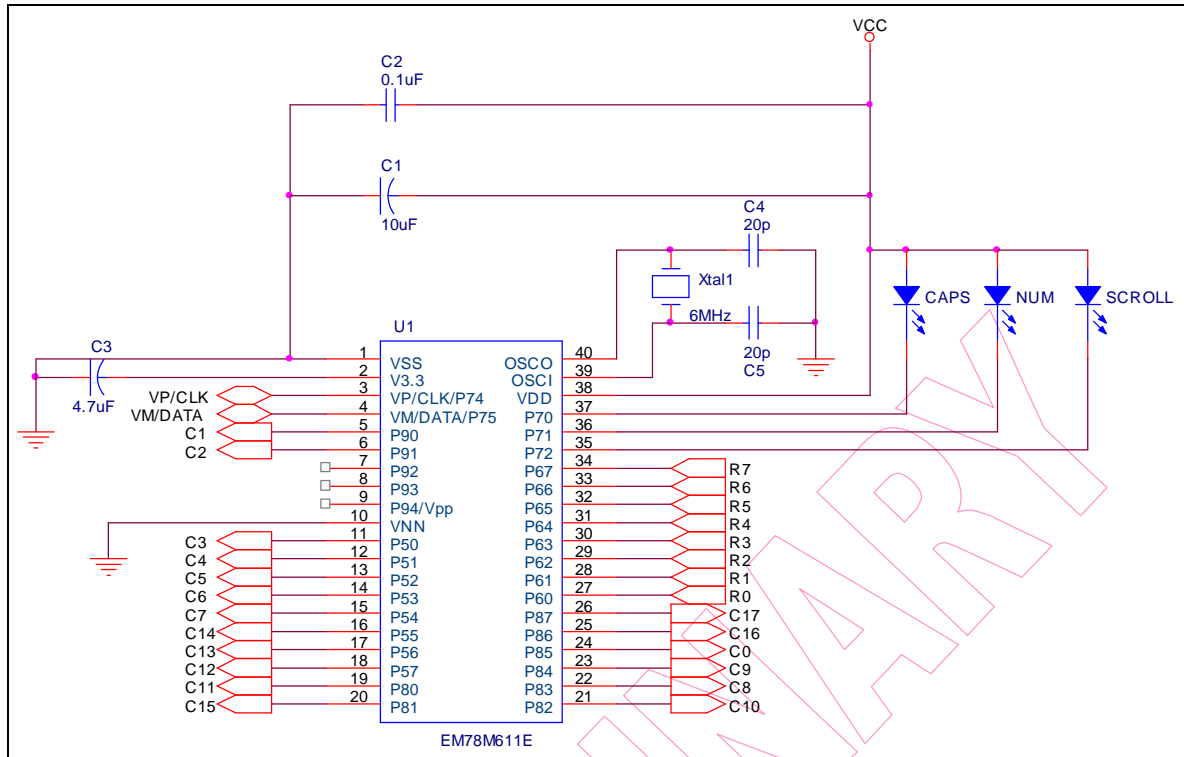 VCC
C2
0.1uF
C1
10uF
C4
20p
Xtal1
6MHz
20p
C5
CAPS
NUM
SCROLL
C3
4.7uF
U1
1 VSS OSCO 40
2 V3.3 OSCI 39
VP/CLK 3 VP/CLK/P74 VDD 38
VM/DATA 4 VM/DATA/P75 P70 37
C1 5 P90 P71 36
C2 6 P91 P72 35
7 P92 P67 34 R7
8 P93 P66 33 R6
9 P94/Vpp P65 32 R5
10 VNN P64 31 R4
C3 11 P50 P63 30 R3
C4 12 P51 P62 29 R2
C5 13 P52 P61 28 R1
C6 14 P53 P60 27 R0
C7 15 P54 P87 26 C17
C14 16 P55 P86 25 C16
C13 17 P56 P85 24 C0
C12 18 P57 P84 23 C9
C11 19 P80 P83 22 C8
C15 20 P81 P82 21 C10
EM78M611E